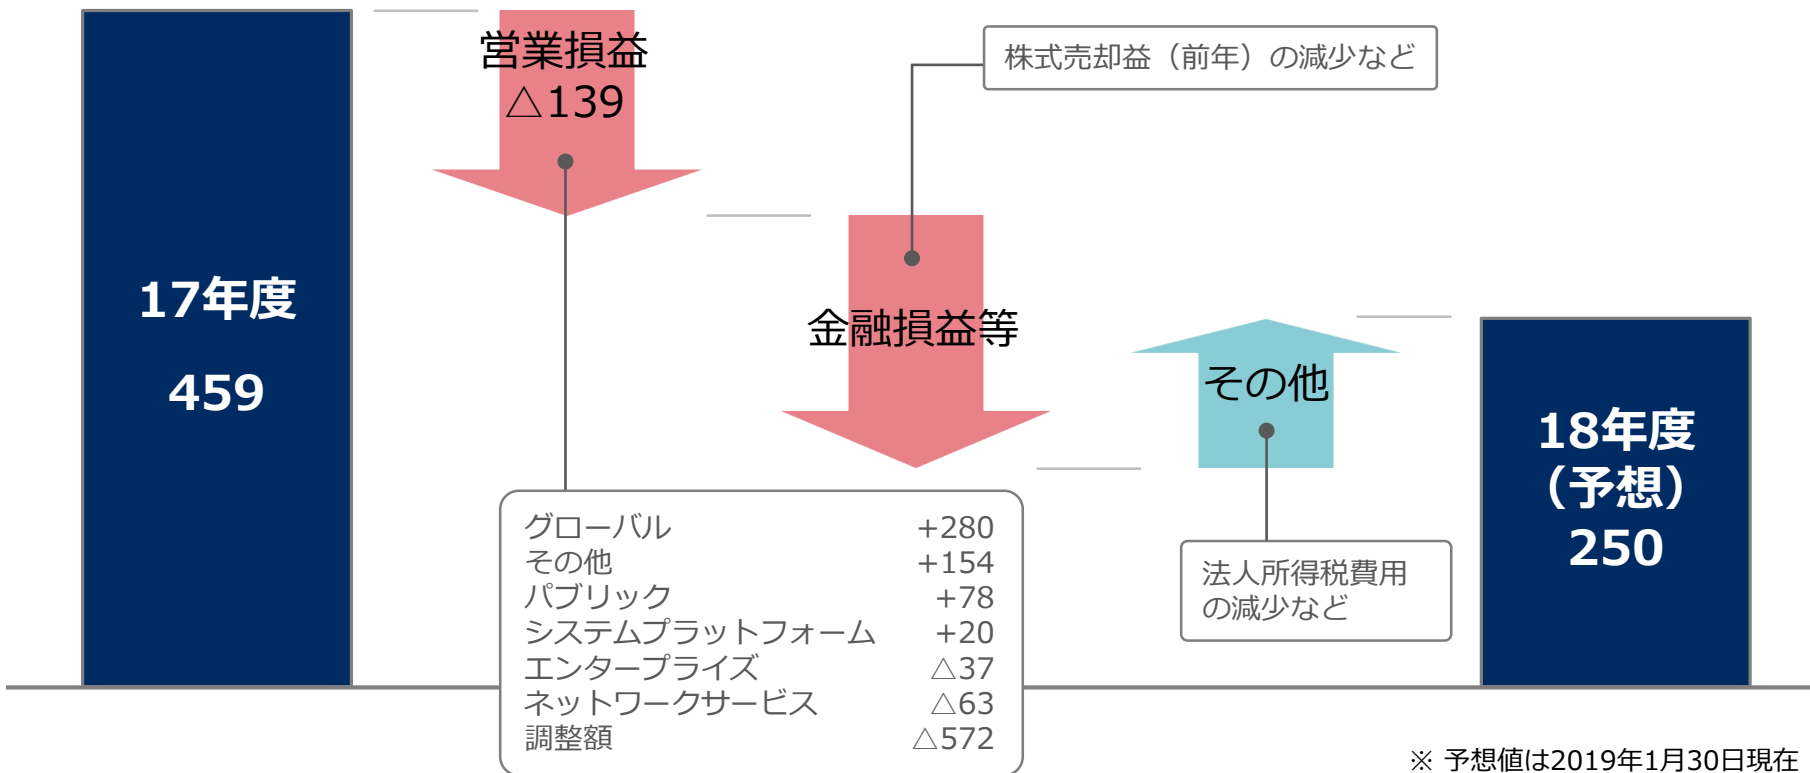 17年度
459
営業損益
△139
株式売却益（前年）の減少など
金融損益等
その他
18年度
（予想）
250
グローバル +280
その他 +154
パブリック +78
システムプラットフォーム +20
エンタープライズ △37
ネットワークサービス △63
調整額 △572
法人所得税費用
の減少など
※ 予想値は2019年1月30日現在